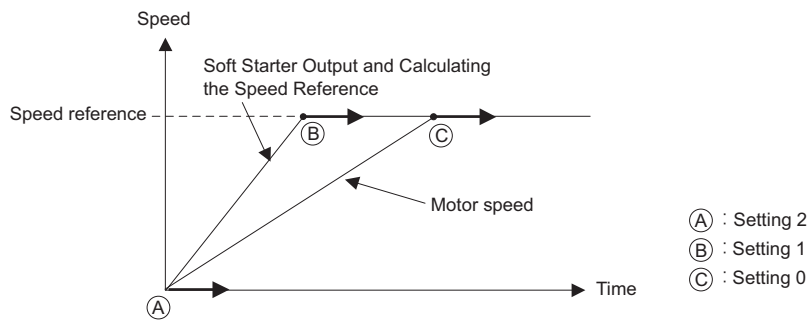 Speed
Soft Starter Output and Calculating
the Speed Reference
Speed reference
B
C
Motor speed
A
Time
A : Setting 2
B : Setting 1
C : Setting 0